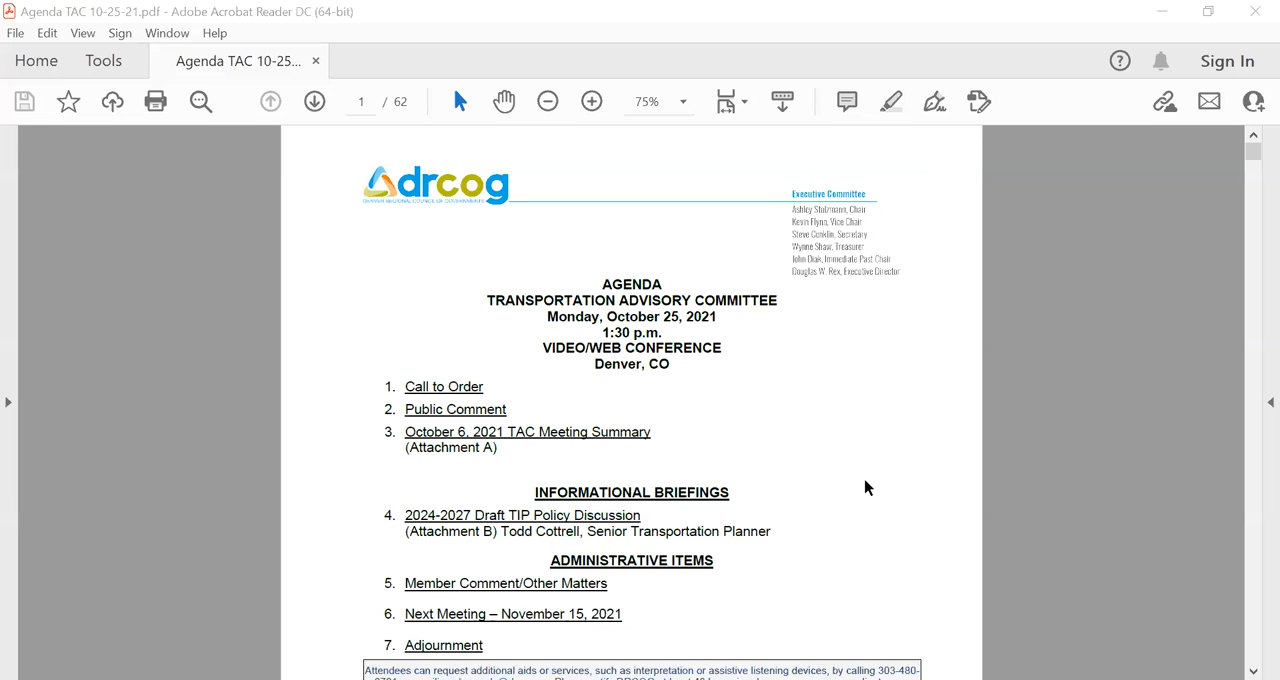 Agenda TAC 10-25-21.pdf - Adobe Acrobat Reader DC (64-bit)
File Edit View Sign Window Help
Home Tools Agenda TAC 10-25... × Sign In
1 / 62 75%
drcog
DENVER REGIONAL COUNCIL OF GOVERNMENTS
Executive Committee
Ashley Stolzmann, Chair
Kevin Flynn, Vice Chair
Steve Conklin, Secretary
Wynne Shaw, Treasurer
John Diak, Immediate Past Chair
Douglas W. Rex, Executive Director
AGENDA
TRANSPORTATION ADVISORY COMMITTEE
Monday, October 25, 2021
1:30 p.m.
VIDEO/WEB CONFERENCE
Denver, CO
1. Call to Order
2. Public Comment
3. October 6, 2021 TAC Meeting Summary
(Attachment A)
INFORMATIONAL BRIEFINGS
4. 2024-2027 Draft TIP Policy Discussion
(Attachment B) Todd Cottrell, Senior Transportation Planner
ADMINISTRATIVE ITEMS
5. Member Comment/Other Matters
6. Next Meeting – November 15, 2021
7. Adjournment
Attendees can request additional aids or services, such as interpretation or assistive listening devices, by calling 303-480-